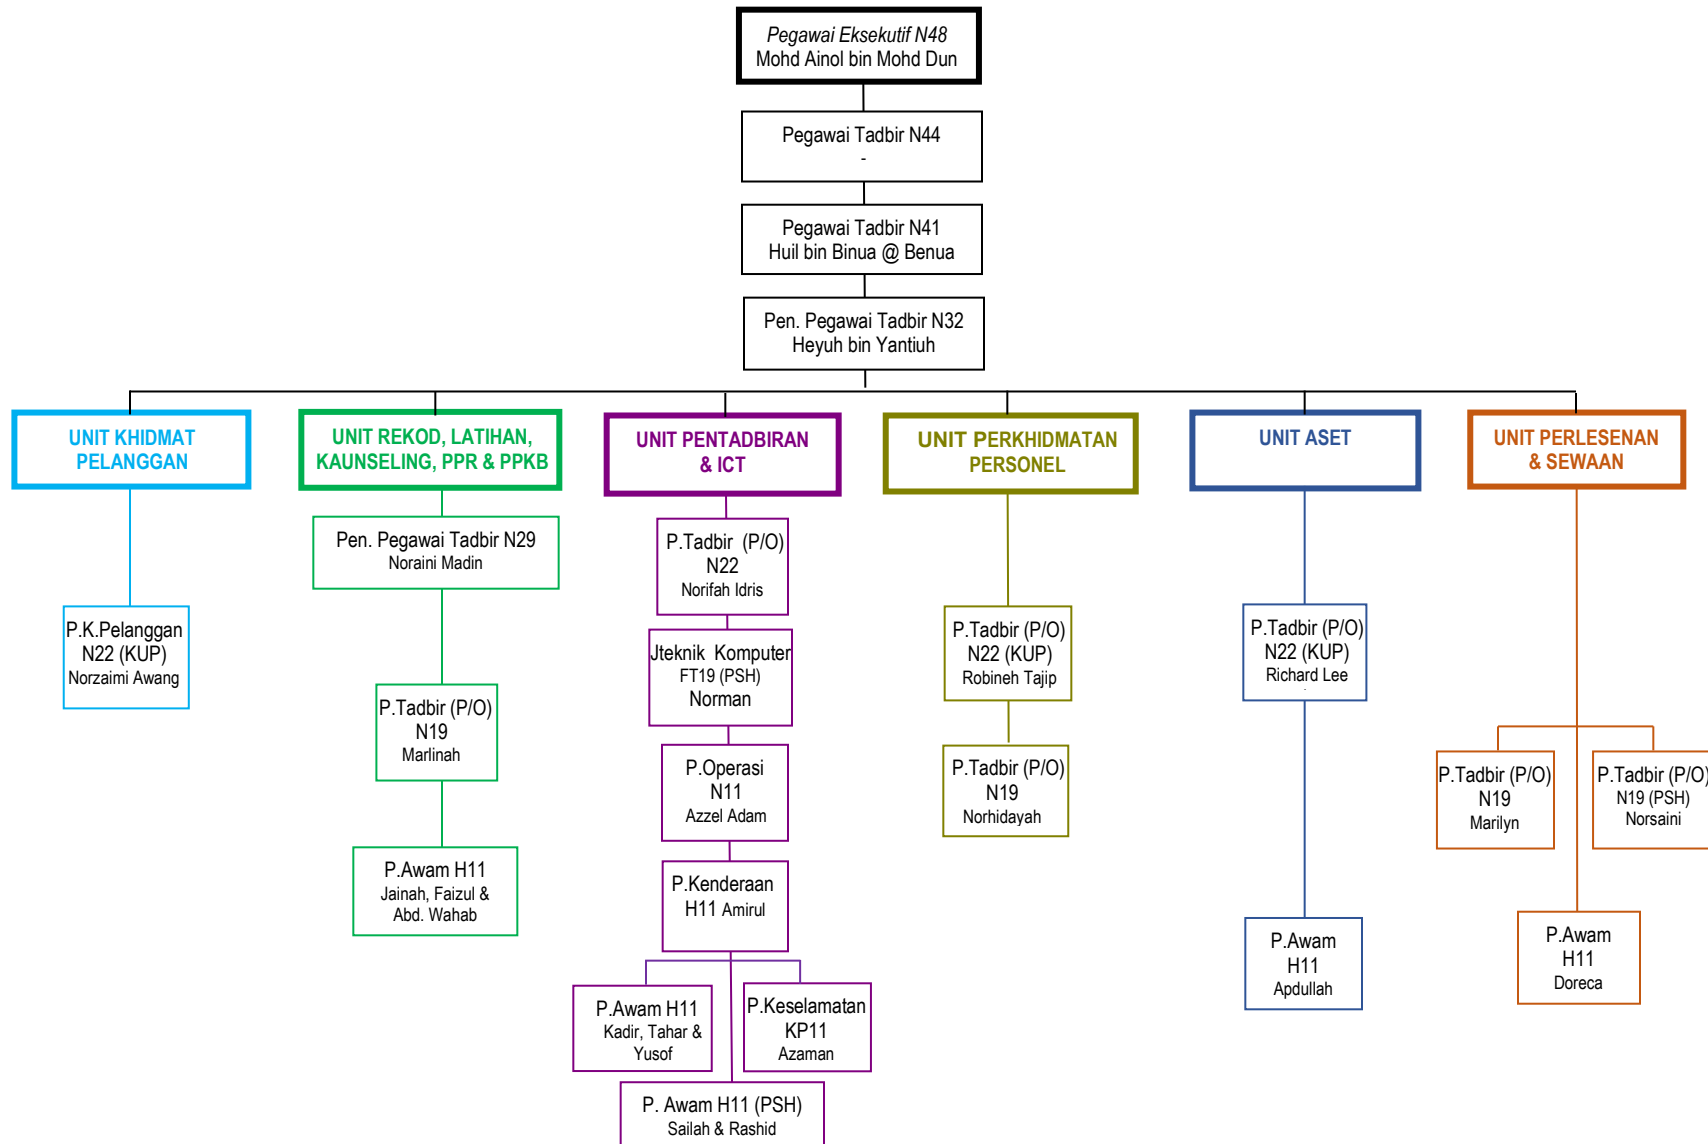 Pegawai Eksekutif N48
Mohd Ainol bin Mohd Dun
Pegawai Tadbir N44
-
Pegawai Tadbir N41
Huil bin Binua @ Benua
Pen. Pegawai Tadbir N32
Heyuh bin Yantiuh
UNIT KHIDMAT
PELANGGAN
P.K.Pelanggan
N22 (KUP)
Norzaimi Awang
UNIT REKOD, LATIHAN,
KAUNSELING, PPR & PPKB
Pen. Pegawai Tadbir N29
Noraini Madin
P.Tadbir (P/O)
N19
Marlinah
P.Awam H11
Jainah, Faizul &
Abd. Wahab
UNIT PENTADBIRAN
& ICT
P.Tadbir (P/O)
N22
Norifah Idris
Jteknik Komputer
FT19 (PSH)
Norman
P.Operasi
N11
Azzel Adam
P.Kenderaan
H11 Amirul
P.Awam H11
Kadir, Tahar &
Yusof
P.Keselamatan
KP11
Azaman
P. Awam H11 (PSH)
Sailah & Rashid
UNIT PERKHIDMATAN
PERSONEL
P.Tadbir (P/O)
N22 (KUP)
Robineh Tajip
P.Tadbir (P/O)
N19
Norhidayah
UNIT ASET
P.Tadbir (P/O)
N22 (KUP)
Richard Lee
P.Awam
H11
Apdullah
UNIT PERLESENAN
& SEWAAN
P.Tadbir (P/O)
N19
Marilyn
P.Tadbir (P/O)
N19 (PSH)
Norsaini
P.Awam
H11
Doreca